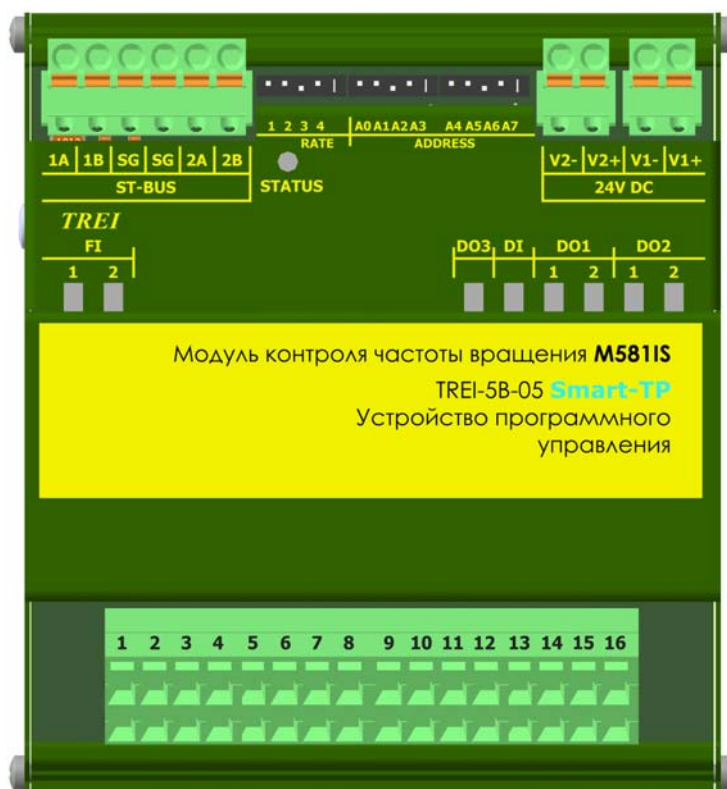 1 2 3 4 A0 A1 A2 A3 A4 A5 A6 A7
RATE ADDRESS
1A 1B SG SG 2A 2B
V2- V2+ V1- V1+
ST-BUS STATUS 24V DC
TREI
FI DO3 DI DO1 DO2
1 2 1 2 1 2
Модуль контроля частоты вращения M581IS
TREI-5B-05 Smart-TP
Устройство программного
управления
1 2 3 4 5 6 7 8 9 10 11 12 13 14 15 16